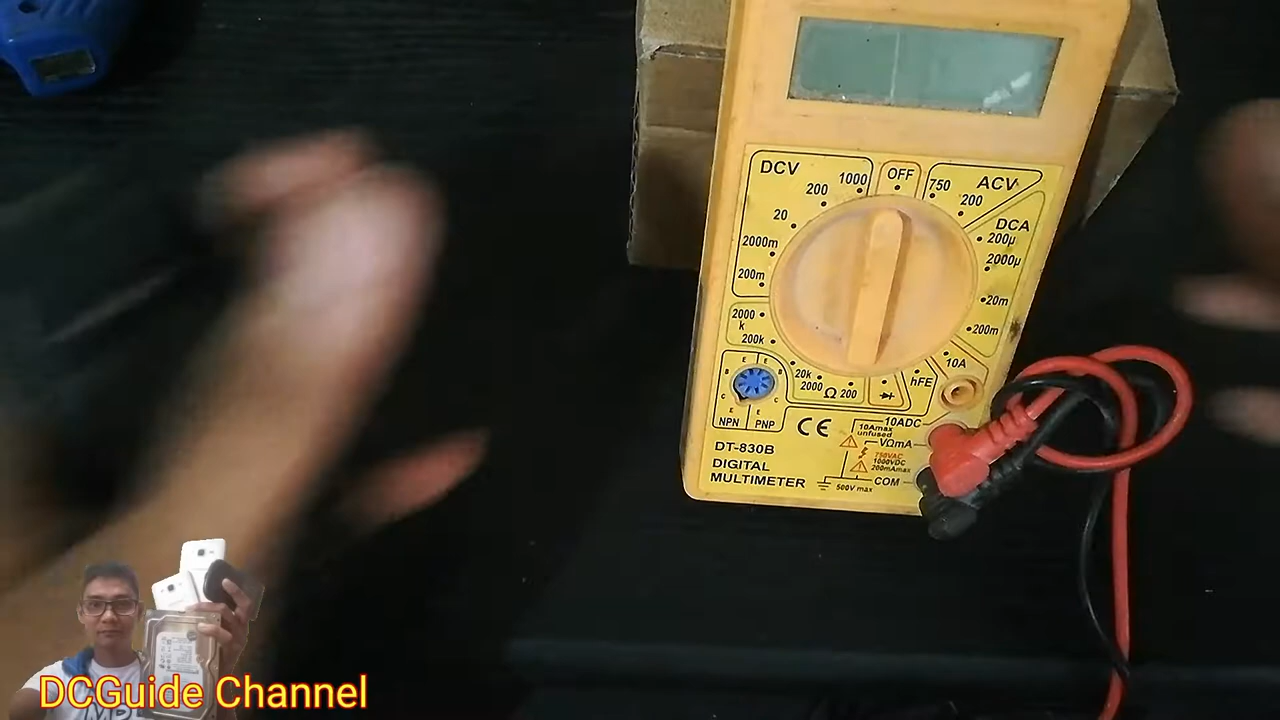 DCV
1000
OFF
750
ACV
200
200
20
DCA
200µ
2000m
2000µ
200m
20m
2000
k
200m
200k
10A
20k
2000
Ω
200
hFE
E
E
B
B
C
C
E
E
NPN
PNP
CE
10ADC
10Amax
unfused
VΩmA
DT-830B
DIGITAL
MULTIMETER
750VAC
1000VDC
200mAmax
COM
500V max
DCGuide Channel